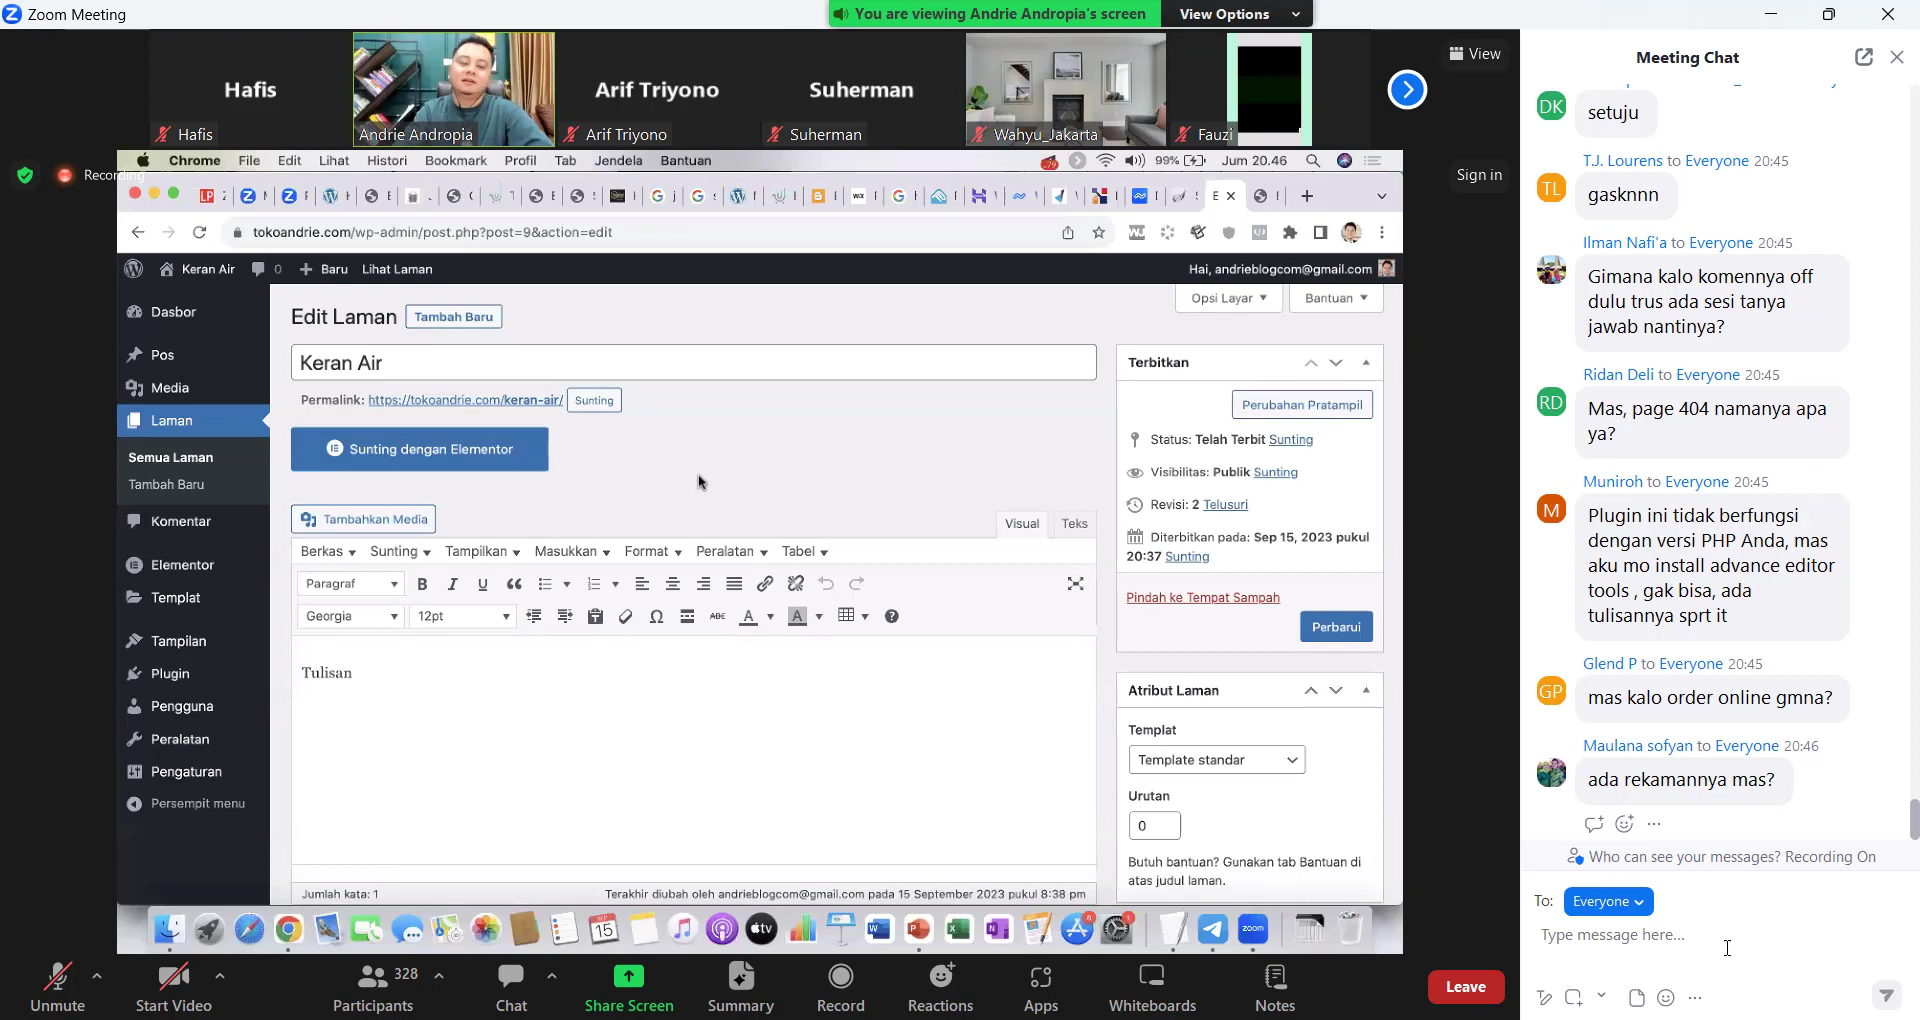 Zoom Meeting
You are viewing Andrie Andropia's screen
View Options
View
Sign in
Hafis
Hafis
Andrie Andropia
Arif Triyono
Arif Triyono
Suherman
Suherman
Wahyu_Jakarta
Fauzi
Recording
Chrome File Edit Lihat Histori Bookmark Profil Tab Jendela Bantuan
99% Jum 20.46
tokoandrie.com/wp-admin/post.php?post=9&action=edit
Keran Air 0 + Baru Lihat Laman
Hai, andrieblogcom@gmail.com
Dasbor
Pos
Media
Laman
Semua Laman
Tambah Baru
Komentar
Elementor
Templat
Tampilan
Plugin
Pengguna
Peralatan
Pengaturan
Persempit menu
Opsi Layar
Bantuan
Edit Laman
Tambah Baru
Keran Air
Permalink: https://tokoandrie.com/keran-air/ Sunting
Sunting dengan Elementor
Tambahkan Media
Visual Teks
Berkas Sunting Tampilkan Masukkan Format Peralatan Tabel
Paragraf
Georgia 12pt
Tulisan
Jumlah kata: 1
Terakhir diubah oleh andrieblogcom@gmail.com pada 15 September 2023 pukul 8:38 pm
Terbitkan
Perubahan Pratampil
Status: Telah Terbit Sunting
Visibilitas: Publik Sunting
Revisi: 2 Telusuri
Diterbitkan pada: Sep 15, 2023 pukul
20:37 Sunting
Pindah ke Tempat Sampah
Perbarui
Atribut Laman
Templat
Template standar
Urutan
0
Butuh bantuan? Gunakan tab Bantuan di
atas judul laman.
Unmute
Start Video
328
Participants
Chat
Share Screen
Summary
Record
Reactions
Apps
Whiteboards
Notes
Leave
Meeting Chat
DK
setuju
T.J. Lourens to Everyone 20:45
TL
gasknnn
Ilman Nafi'a to Everyone 20:45
Gimana kalo komennya off
dulu trus ada sesi tanya
jawab nantinya?
Ridan Deli to Everyone 20:45
RD
Mas, page 404 namanya apa
ya?
Muniroh to Everyone 20:45
M
Plugin ini tidak berfungsi
dengan versi PHP Anda, mas
aku mo install advance editor
tools , gak bisa, ada
tulisannya sprt it
Glend P to Everyone 20:45
GP
mas kalo order online gmna?
Maulana sofyan to Everyone 20:46
ada rekamannya mas?
Who can see your messages? Recording On
To: Everyone
Type message here...